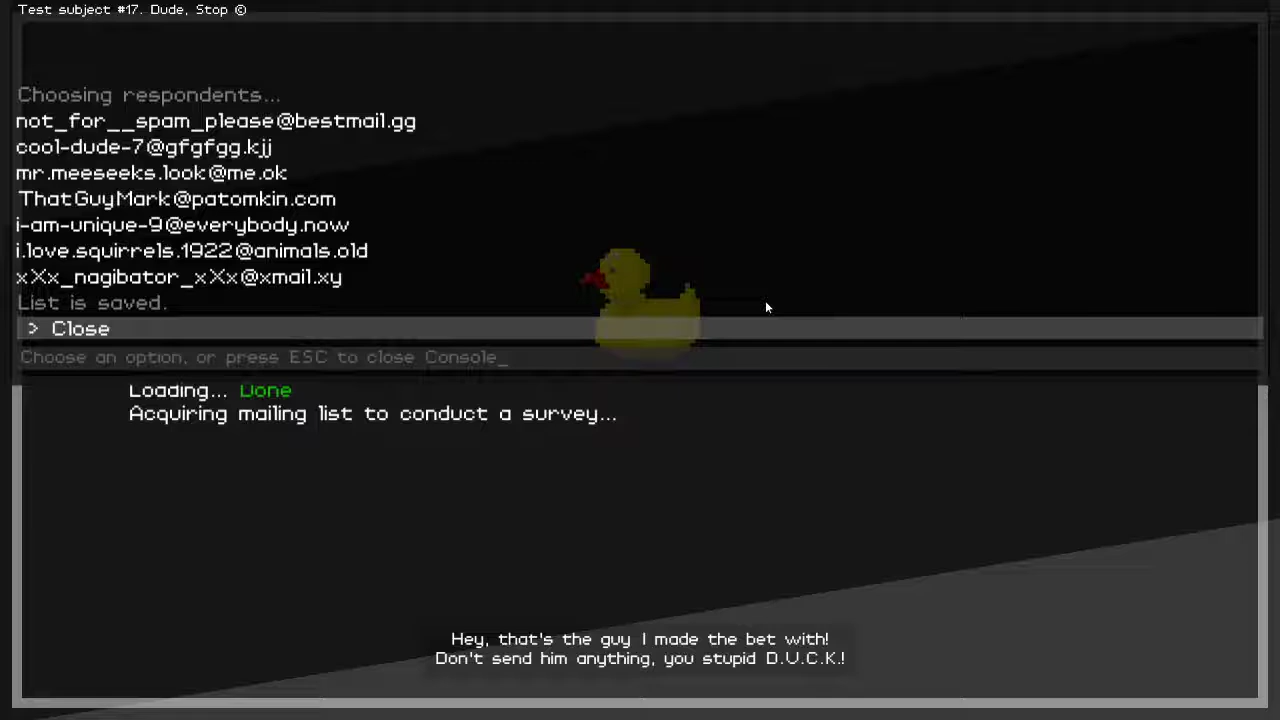 Test subject #17. Dude, Stop ©
Choosing respondents...
not_for__spam_please@bestmail.gg
cool-dude-7@gfgfgg.kjj
mr.meeseeks.look@me.ok
ThatGuyMark@patomkin.com
i-am-unique-9@everybody.now
i.love.squirrels.1922@animals.old
xXx_nagibator_xXx@xmail.xy
List is saved.
> Close
Choose an option, or press ESC to close Console_
Loading... Done
Acquiring mailing list to conduct a survey...
Hey, that's the guy I made the bet with!
Don't send him anything, you stupid D.U.C.K.!